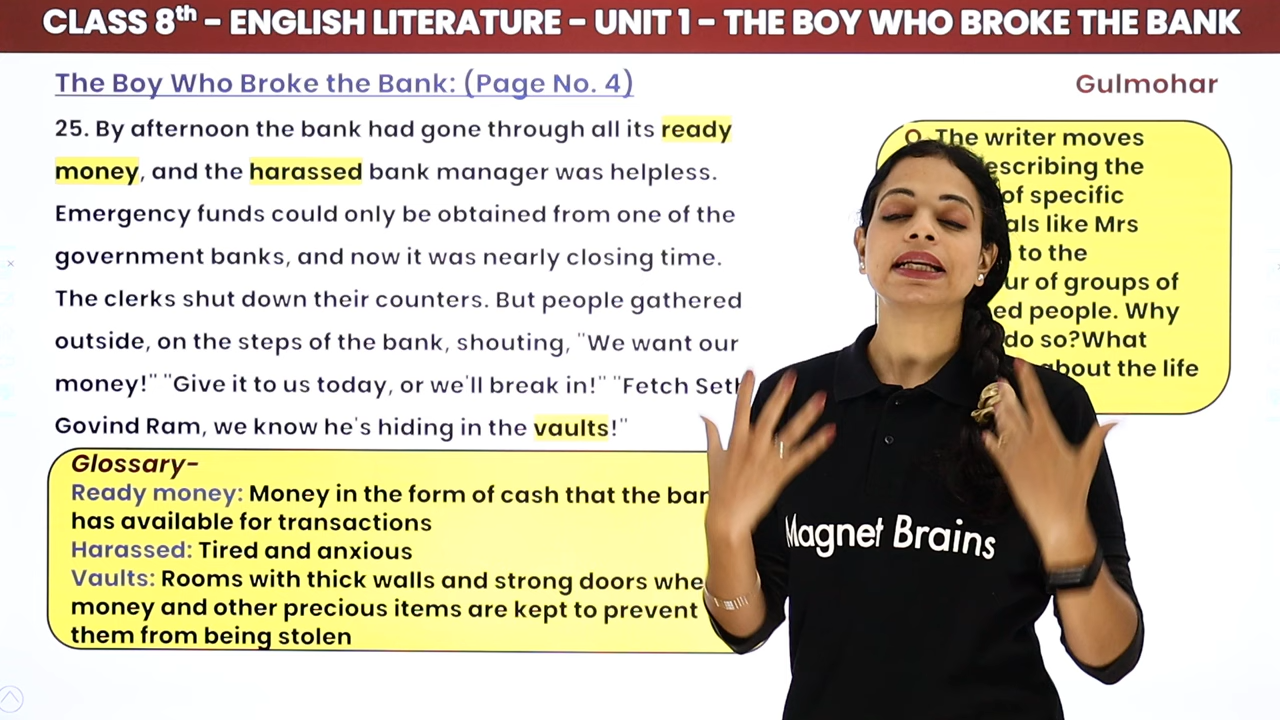 CLASS 8th - ENGLISH LITERATURE - UNIT 1 - THE BOY WHO BROKE THE BANK
The Boy Who Broke the Bank: (Page No. 4)
Gulmohar
25. By afternoon the bank had gone through all its ready
money, and the harassed bank manager was helpless.
Emergency funds could only be obtained from one of the
government banks, and now it was nearly closing time.
The clerks shut down their counters. But people gathered
outside, on the steps of the bank, shouting, "We want our
money!" "Give it to us today, or we'll break in!" "Fetch Seth
Govind Ram, we know he's hiding in the vaults!"
Q. The writer moves
describing the
of specific
like Mrs
to the
of groups of
people. Why
do so?What
about the life
Glossary-
Ready money: Money in the form of cash that the
has available for transactions
Harassed: Tired and anxious
Vaults: Rooms with thick walls and strong doors
money and other precious items are kept to prevent
them from being stolen
Magnet Brains